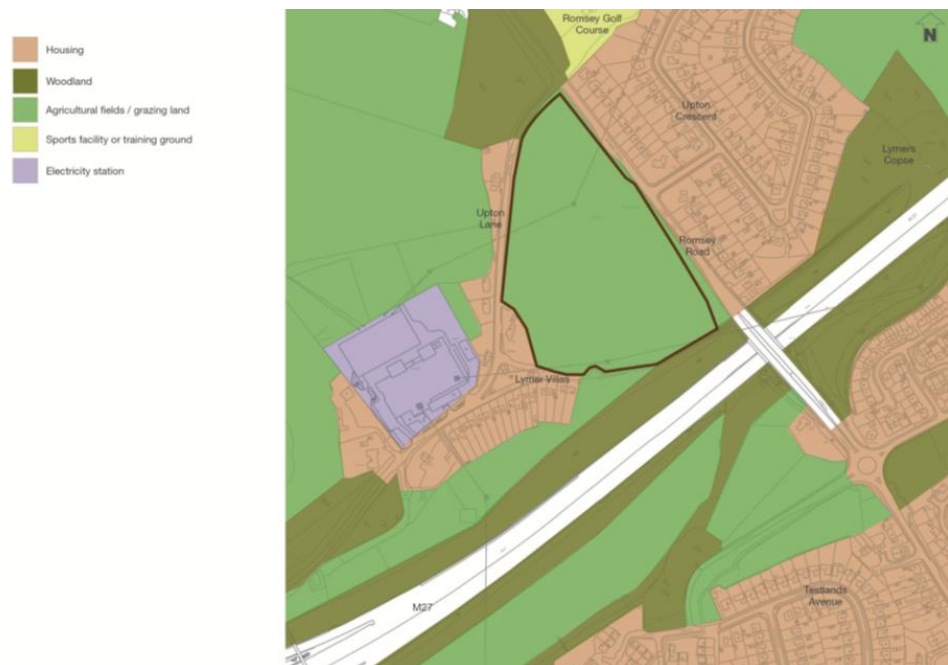 Housing
Woodland
Agricultural fields / grazing land
Sports facility or training ground
Electricity station
Romsey Golf
Course
N
Upton
Crescent
Lymers
Copse
Upton
Lane
Romsey
Road
Lymer Villas
M27
Testlands
Avenue